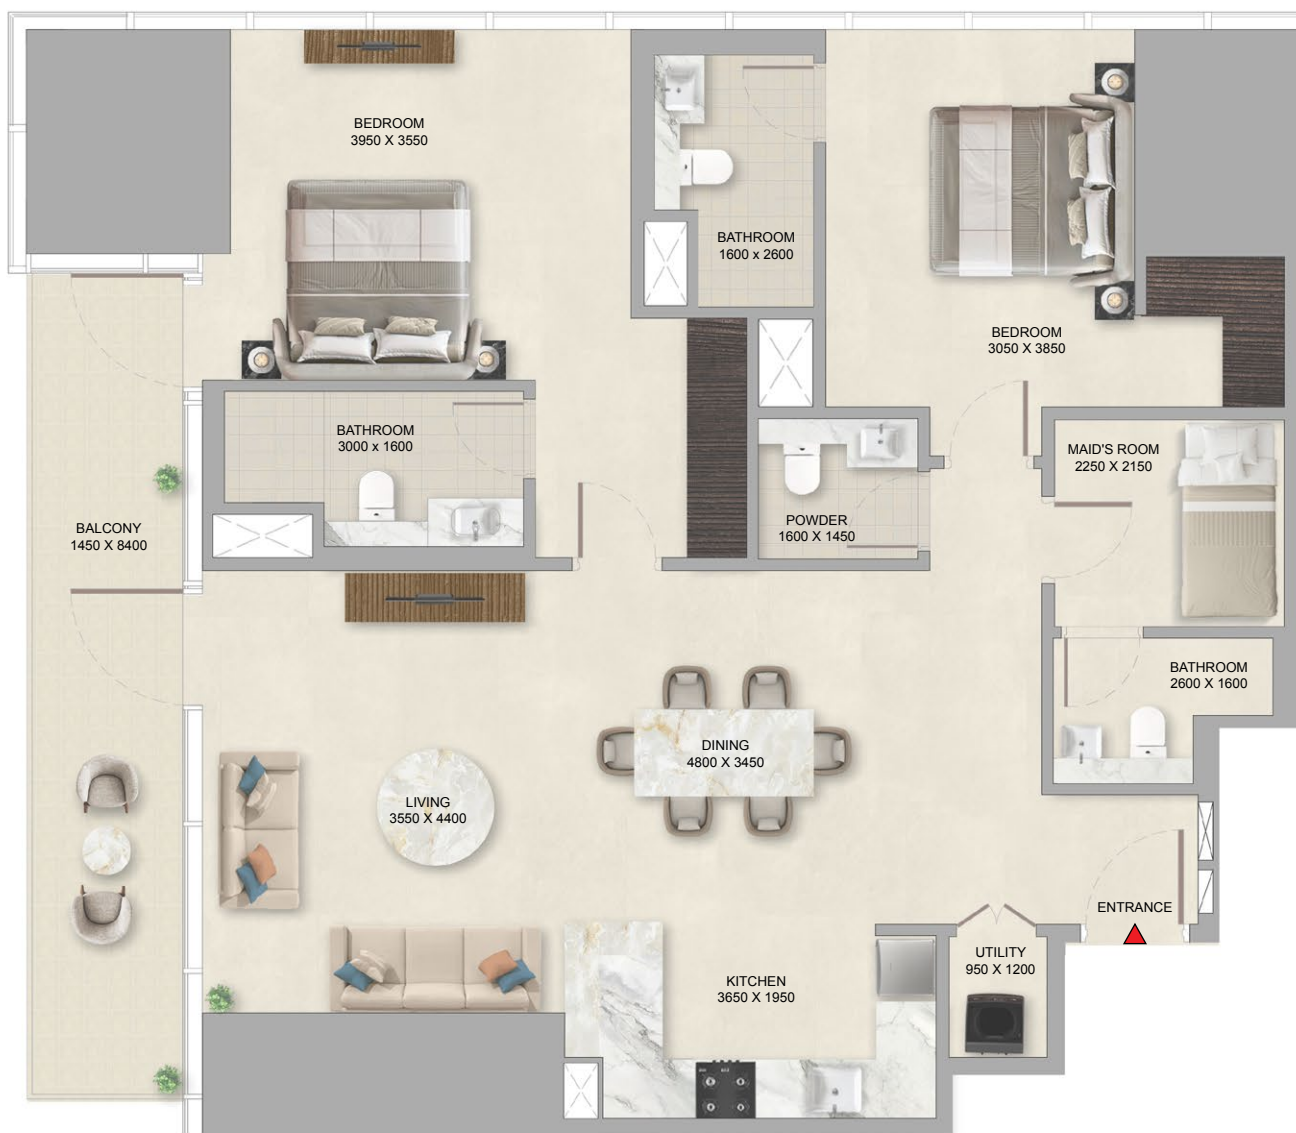 BEDROOM
3950 X 3550
BATHROOM
1600 x 2600
BEDROOM
3050 X 3850
BATHROOM
3000 x 1600
MAID'S ROOM
2250 X 2150
BALCONY
1450 X 8400
POWDER
1600 X 1450
BATHROOM
2600 X 1600
DINING
4800 X 3450
LIVING
3550 X 4400
ENTRANCE
UTILITY
950 X 1200
KITCHEN
3650 X 1950